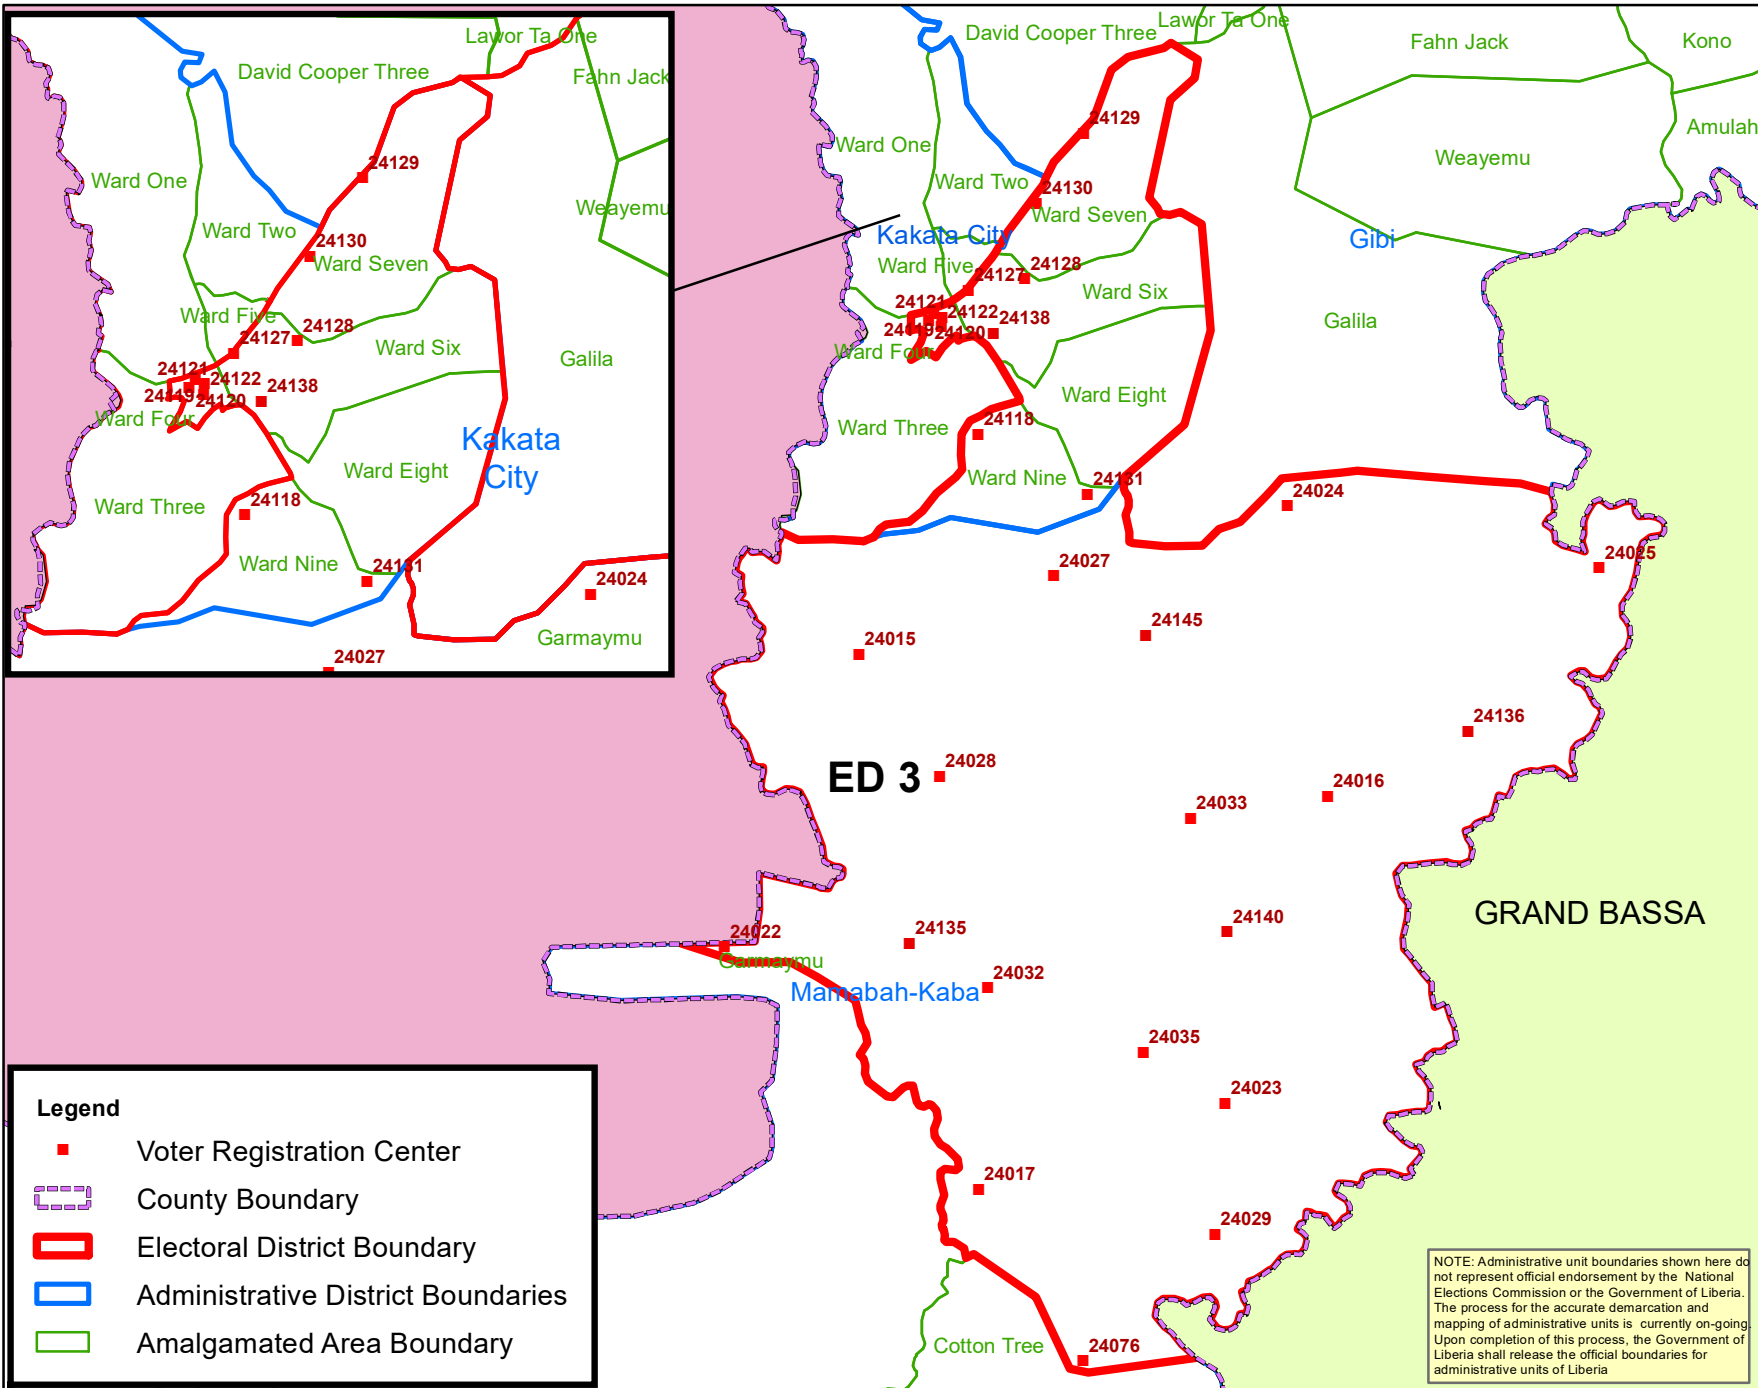 Lawor Ta One
David Cooper Three
Fahn Jack
24129
Ward One
Weayemu
Ward Two
24130
Ward Seven
Ward Five
24128
24127
Ward Six
Galila
24121
24122
24138
24119
24120
Ward Four
Kakata
City
Ward Eight
24118
Ward Three
Ward Nine
24131
24024
Garmaymu
24027
Lawor Ta One
David Cooper Three
Fahn Jack
Kono
24129
Amulah
Ward One
Weayemu
Ward Two
24130
Ward Seven
Kakata City
Gibi
Ward Five
24128
24127
Ward Six
24121
24122
24138
Galila
24119
24120
Ward Four
Ward Eight
24118
Ward Three
Ward Nine
24131
24024
24025
24027
24145
24015
24136
24028
ED 3
24016
24033
GRAND BASSA
24140
24135
24022
Garmaymu
24032
Mamabah-Kaba
24035
24023
24017
24029
Cotton Tree
24076
Legend
Voter Registration Center
County Boundary
Electoral District Boundary
Administrative District Boundaries
Amalgamated Area Boundary
NOTE: Administrative unit boundaries shown here do
not represent official endorsement by the National
Elections Commission or the Government of Liberia.
The process for the accurate demarcation and
mapping of administrative units is currently on-going.
Upon completion of this process, the Government of
Liberia shall release the official boundaries for
administrative units of Liberia